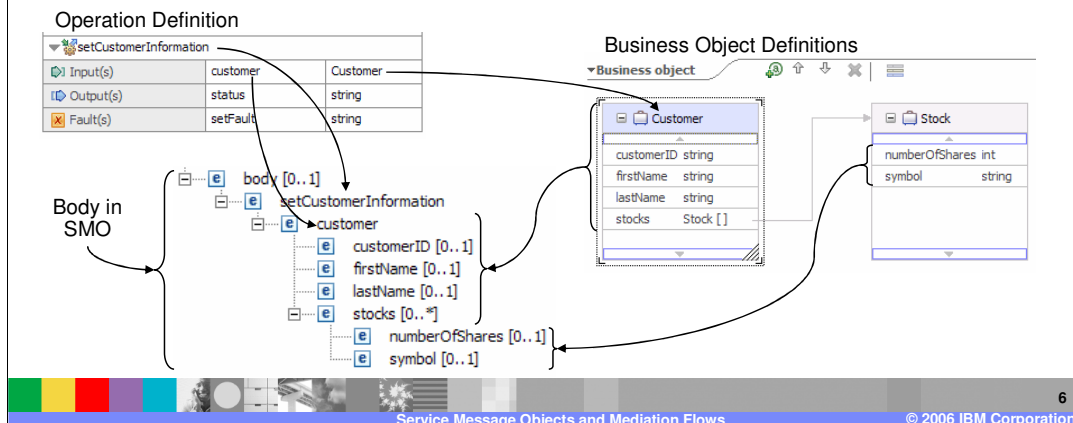 Operation Definition
setCustomerInformation
Input(s) customer Customer
Output(s) status string
Fault(s) setFault string
Business Object Definitions
Business object
Customer
customerID string
firstName string
lastName string
stocks Stock [ ]
Stock
numberOfShares int
symbol string
Body in
SMO
body [0..1]
setCustomerInformation
customer
customerID [0..1]
firstName [0..1]
lastName [0..1]
stocks [0..*]
numberOfShares [0..1]
symbol [0..1]
6
Service Message Objects and Mediation Flows
© 2006 IBM Corporation